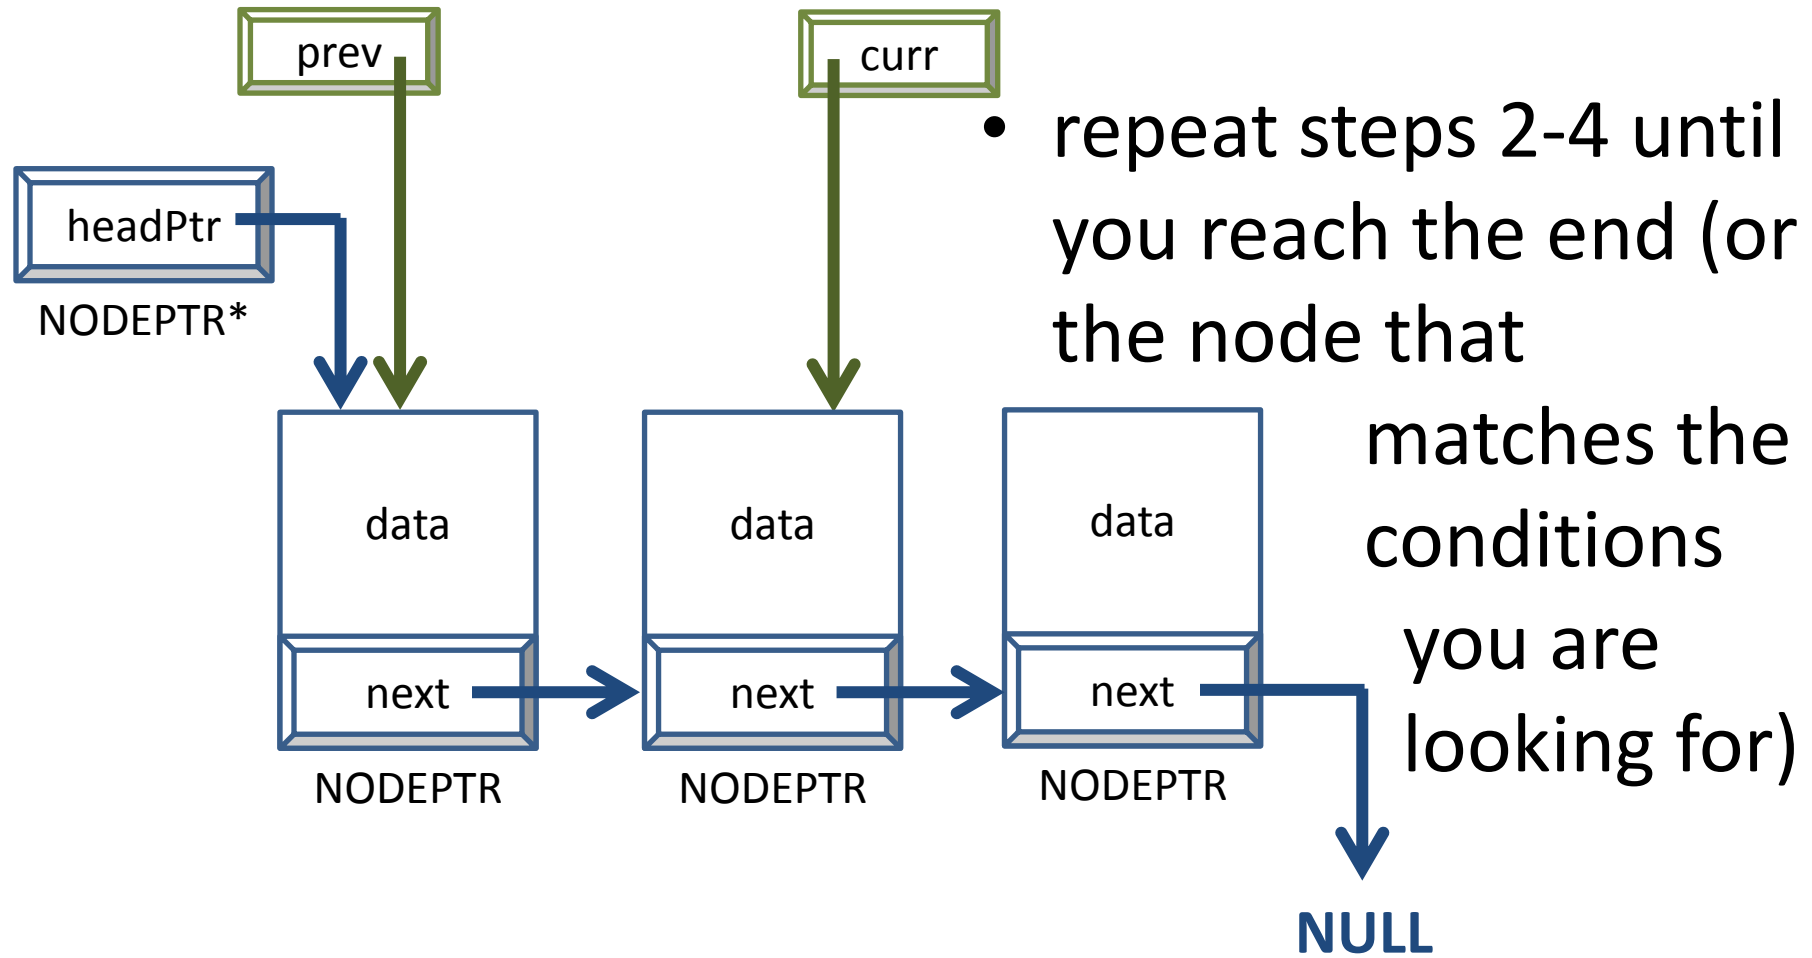 prev
curr
• repeat steps 2-4 until
you reach the end (or
the node that
matches the
conditions
you are
looking for)
headPtr
NODEPTR*
data
data
data
next
next
next
NODEPTR
NODEPTR
NODEPTR
NULL